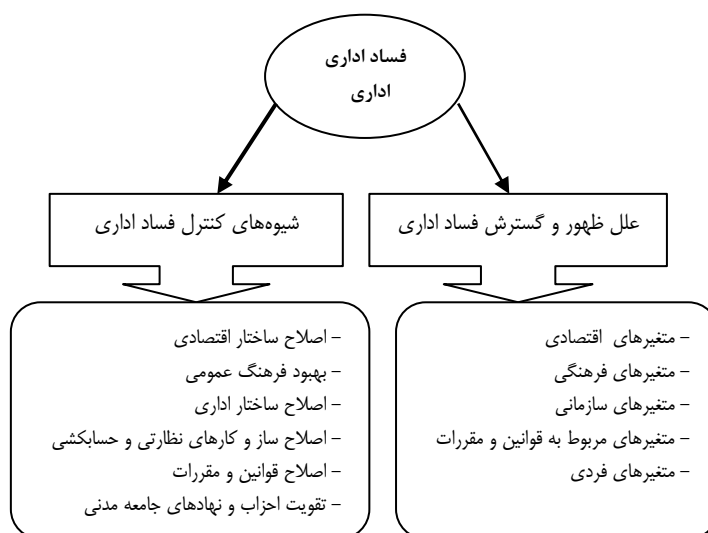 فساد اداری
اداری
علل ظهور و گسترش فساد اداری
شیوه‌های کنترل فساد اداری
– متغیرهای اقتصادی
– متغیرهای فرهنگی
– متغیرهای سازمانی
– متغیرهای مربوط به قوانین و مقررات
– متغیرهای فردی
– اصلاح ساختار اقتصادی
– بهبود فرهنگ عمومی
– اصلاح ساختار اداری
– اصلاح ساز و کارهای نظارتی و حسابکشی
– اصلاح قوانین و مقررات
– تقویت احزاب و نهادهای جامعه مدنی